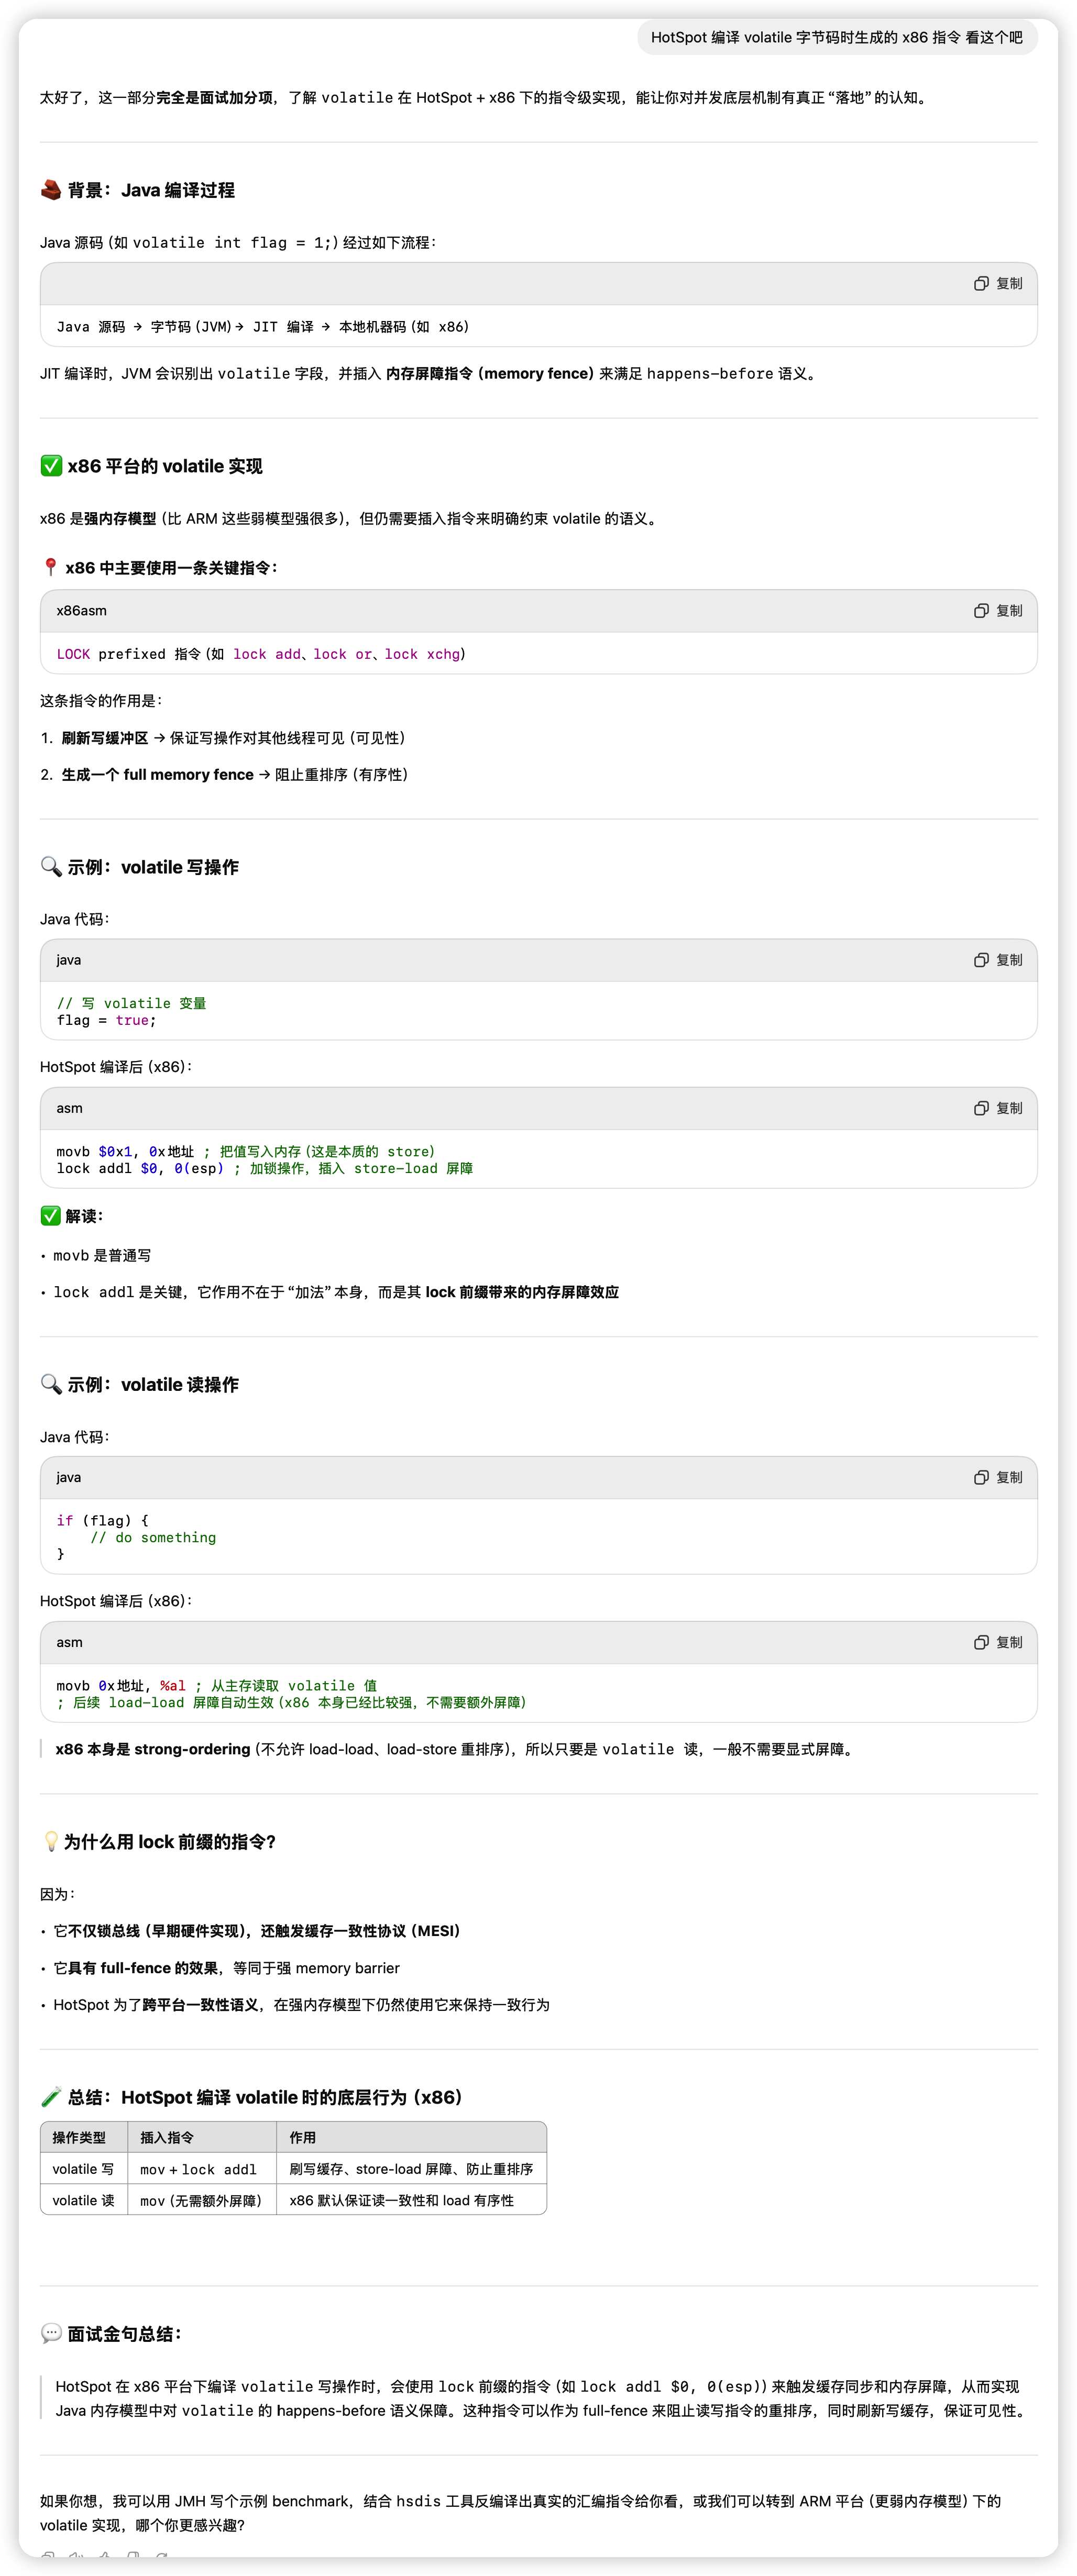 HotSpot 编译 volatile 字节码时生成的 x86 指令 看这个吧
太好了，这一部分完全是面试加分项，了解 volatile 在 HotSpot + x86 下的指令级实现，能让你对并发底层机制有真正“落地”的认知。
背景：Java 编译过程
Java 源码（如 volatile int flag = 1;）经过如下流程：
复制
Java 源码 → 字节码（JVM）→ JIT 编译 → 本地机器码（如 x86）
JIT 编译时，JVM 会识别出 volatile 字段，并插入 内存屏障指令（memory fence）来满足 happens-before 语义。
✅ x86 平台的 volatile 实现
x86 是强内存模型（比 ARM 这些弱模型强很多），但仍需要插入指令来明确约束 volatile 的语义。
📍 x86 中主要使用一条关键指令：
x86asm 复制
LOCK prefixed 指令（如 lock add、lock or、lock xchg）
这条指令的作用是：
1. 刷新写缓冲区 → 保证写操作对其他线程可见（可见性）
2. 生成一个 full memory fence → 阻止重排序（有序性）
🔍 示例：volatile 写操作
Java 代码：
java 复制
// 写 volatile 变量
flag = true;
HotSpot 编译后（x86）：
asm 复制
movb $0x1, 0x地址 ; 把值写入内存（这是本质的 store）
lock addl $0, 0(esp) ; 加锁操作，插入 store-load 屏障
✅ 解读：
• movb 是普通写
• lock addl 是关键，它作用不在于“加法”本身，而是其 lock 前缀带来的内存屏障效应
🔍 示例：volatile 读操作
Java 代码：
java 复制
if (flag) {
// do something
}
HotSpot 编译后（x86）：
asm 复制
movb 0x地址, %al ; 从主存读取 volatile 值
; 后续 load-load 屏障自动生效（x86 本身已经比较强，不需要额外屏障）
x86 本身是 strong-ordering（不允许 load-load、load-store 重排序），所以只要是 volatile 读，一般不需要显式屏障。
💡 为什么用 lock 前缀的指令？
因为：
• 它不仅锁总线（早期硬件实现），还触发缓存一致性协议（MESI）
• 它具有 full-fence 的效果，等同于强 memory barrier
• HotSpot 为了跨平台一致性语义，在强内存模型下仍然使用它来保持一致行为
🧪 总结：HotSpot 编译 volatile 时的底层行为（x86）
操作类型 插入指令 作用
volatile 写 mov + lock addl 刷写缓存、store-load 屏障、防止重排序
volatile 读 mov（无需额外屏障） x86 默认保证读一致性和 load 有序性
💬 面试金句总结：
HotSpot 在 x86 平台下编译 volatile 写操作时，会使用 lock 前缀的指令（如 lock addl $0, 0(esp)）来触发缓存同步和内存屏障，从而实现
Java 内存模型中对 volatile 的 happens-before 语义保障。这种指令可以作为 full-fence 来阻止读写指令的重排序，同时刷新写缓存，保证可见性。
如果你想，我可以用 JMH 写个示例 benchmark，结合 hsdis 工具反编译出真实的汇编指令给你看，或我们可以转到 ARM 平台（更弱内存模型）下的
volatile 实现，哪个你更感兴趣？